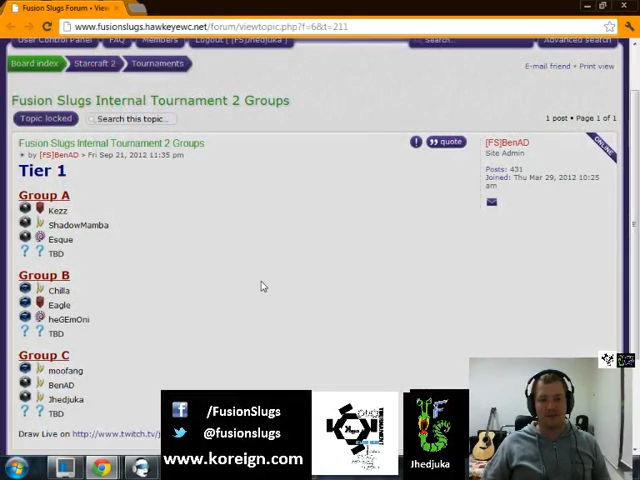 Fusion Slugs Forum • View
www.fusionslugs.hawkeyewc.net/forum/viewtopic.php?f=6&t=211
User Control Panel FAQ Members Logout [ [FS]Jhedjuka ] Search... Advanced search
Board index Starcraft 2 Tournaments
E-mail friend • Print view
Fusion Slugs Internal Tournament 2 Groups
Topic locked Search this topic... 1 post • Page 1 of 1
Fusion Slugs Internal Tournament 2 Groups
by [FS]BenAD » Fri Sep 21, 2012 11:35 pm
quote
[FS]BenAD
Site Admin
ONLINE
Posts: 431
Joined: Thu Mar 29, 2012 10:25 am
Tier 1
Group A
Kezz
ShadowMamba
Esque
? ? TBD
Group B
Chilla
Eagle
heGEmOni
? ? TBD
Group C
moofang
BenAD
Jhedjuka
? ? TBD
Draw Live on http://www.twitch.tv/j
/FusionSlugs
@fusionslugs
www.koreign.com
Jhedjuka